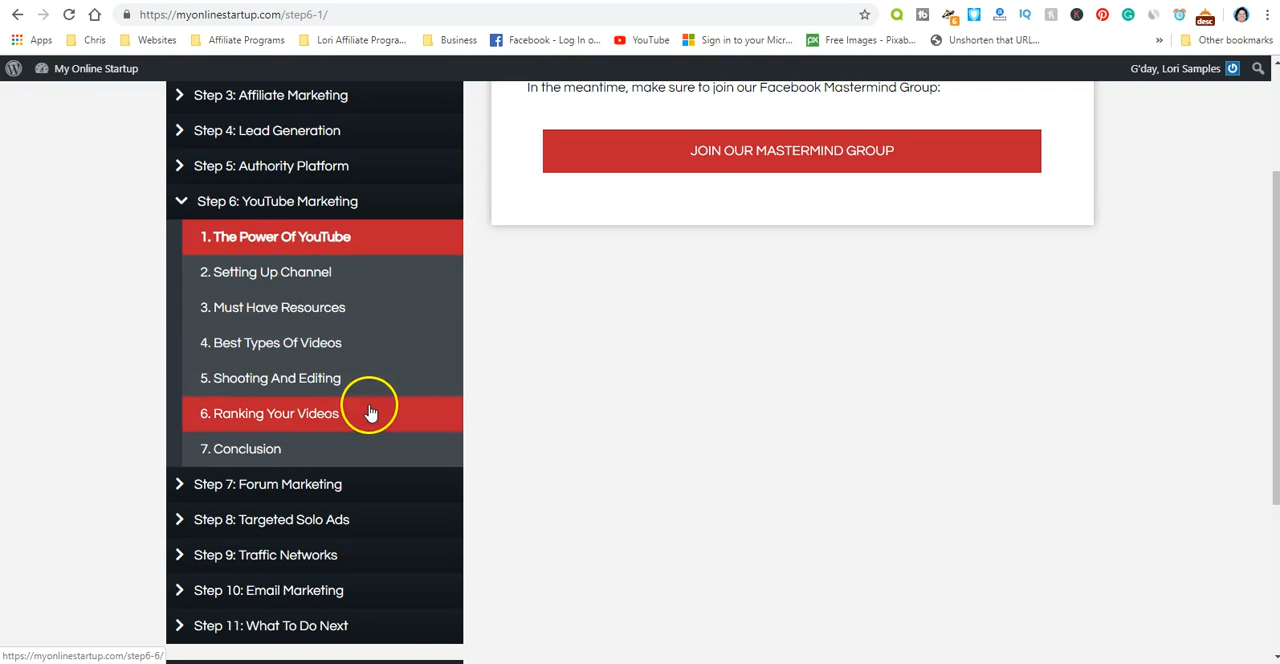 https://myonlinestartup.com/step6-1/
6
desc
Apps
Chris
Websites
Affiliate Programs
Lori Affiliate Progra...
Business
Facebook - Log In o...
YouTube
Sign in to your Micr...
Free Images - Pixab...
Unshorten that URL...
»
Other bookmarks
My Online Startup
G'day, Lori Samples
Step 3: Affiliate Marketing
Step 4: Lead Generation
Step 5: Authority Platform
Step 6: YouTube Marketing
1. The Power Of YouTube
2. Setting Up Channel
3. Must Have Resources
4. Best Types Of Videos
5. Shooting And Editing
6. Ranking Your Videos
7. Conclusion
Step 7: Forum Marketing
Step 8: Targeted Solo Ads
Step 9: Traffic Networks
Step 10: Email Marketing
Step 11: What To Do Next
In the meantime, make sure to join our Facebook Mastermind Group:
JOIN OUR MASTERMIND GROUP
https://myonlinestartup.com/step6-6/